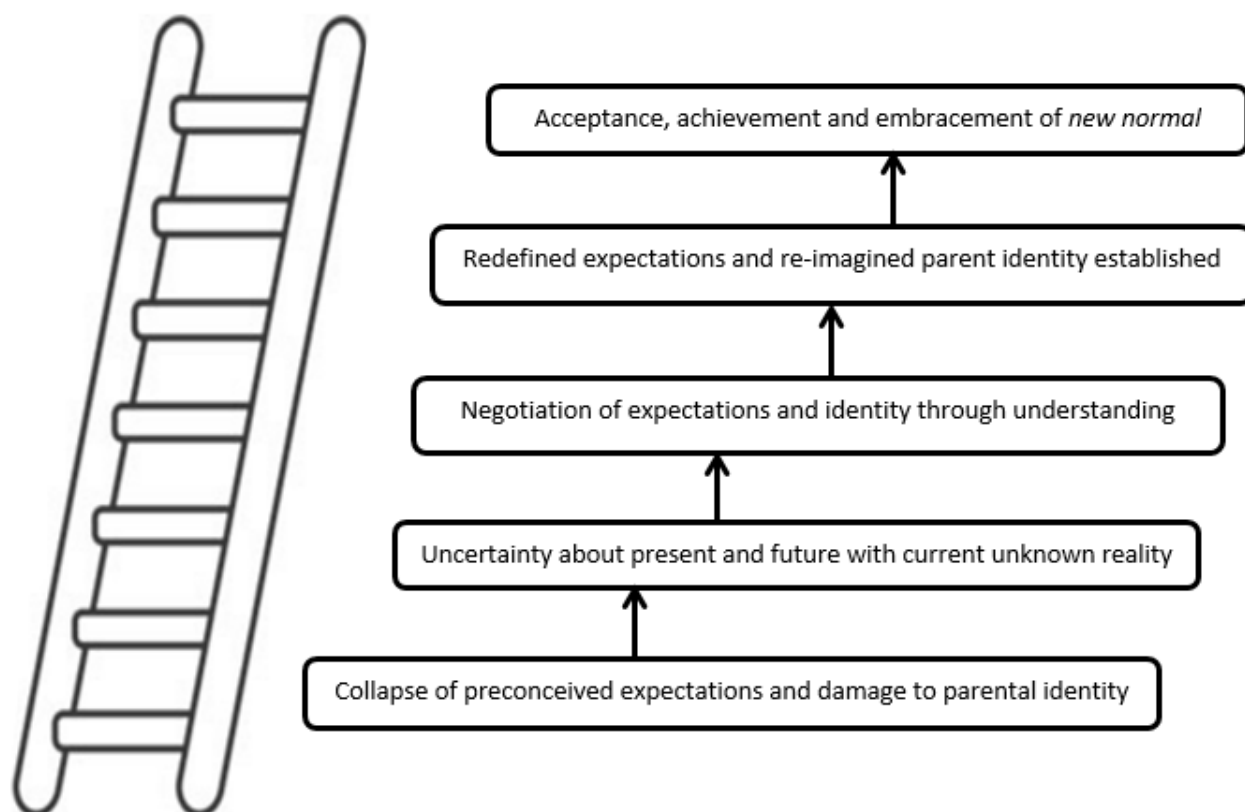 Acceptance, achievement and embracement of new normal
Redefined expectations and re-imagined parent identity established
Negotiation of expectations and identity through understanding
Uncertainty about present and future with current unknown reality
Collapse of preconceived expectations and damage to parental identity